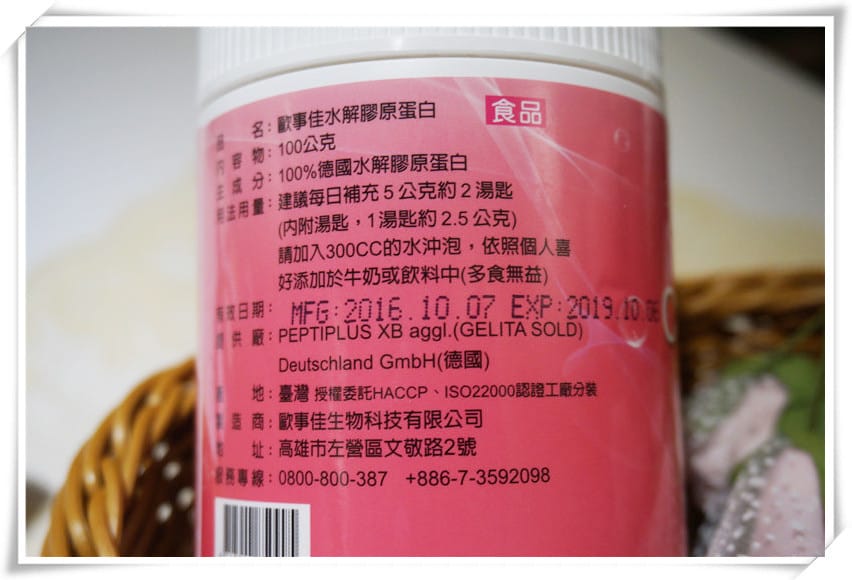 食品
品名：歐事佳水解膠原蛋白
內容物：100公克
主成分：100%德國水解膠原蛋白
用法用量：建議每日補充5公克約2湯匙
(內附湯匙，1湯匙約2.5公克)
請加入300CC的水沖泡，依照個人喜
好添加於牛奶或飲料中(多食無益)
有效日期：MFG:2016.10.07 EXP:2019.10.06
提供廠：PEPTIPLUS XB aggl.(GELITA SOLD)
Deutschland GmbH(德國)
產地：臺灣 授權委託HACCP、ISO22000認證工廠分裝
製造商：歐事佳生物科技有限公司
地址：高雄市左營區文敬路2號
服務專線：0800-800-387 +886-7-3592098